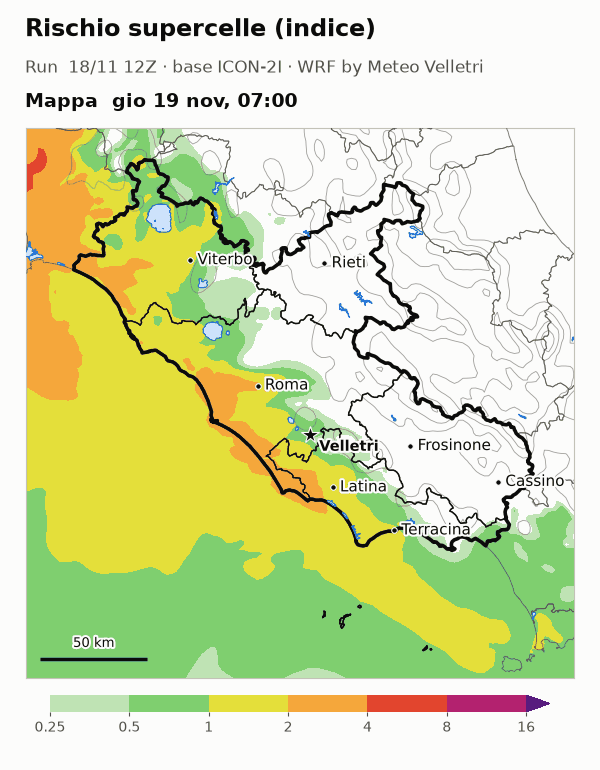 Rischio supercelle (indice)
Run  18/11 12Z · base ICON-2I · WRF by Meteo Velletri
Mappa  gio 19 nov, 07:00
Viterbo
Rieti
Roma
Velletri
Frosinone
Latina
Cassino
Terracina
50 km
0.25 0.5 1 2 4 8 16